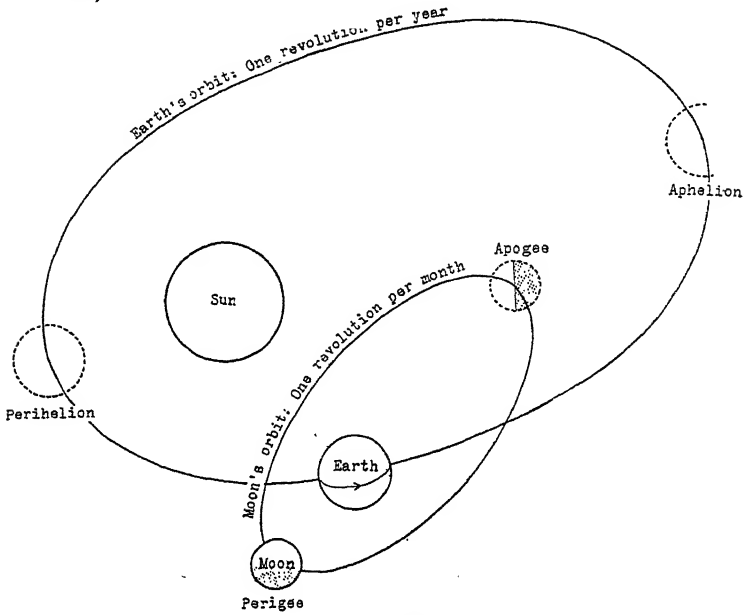 Earth's orbit: One revolution per year
Aphelion
Apogee
Sun
Moon's orbit: One revolution per month
Perihelion
Earth
Moon
Perigee